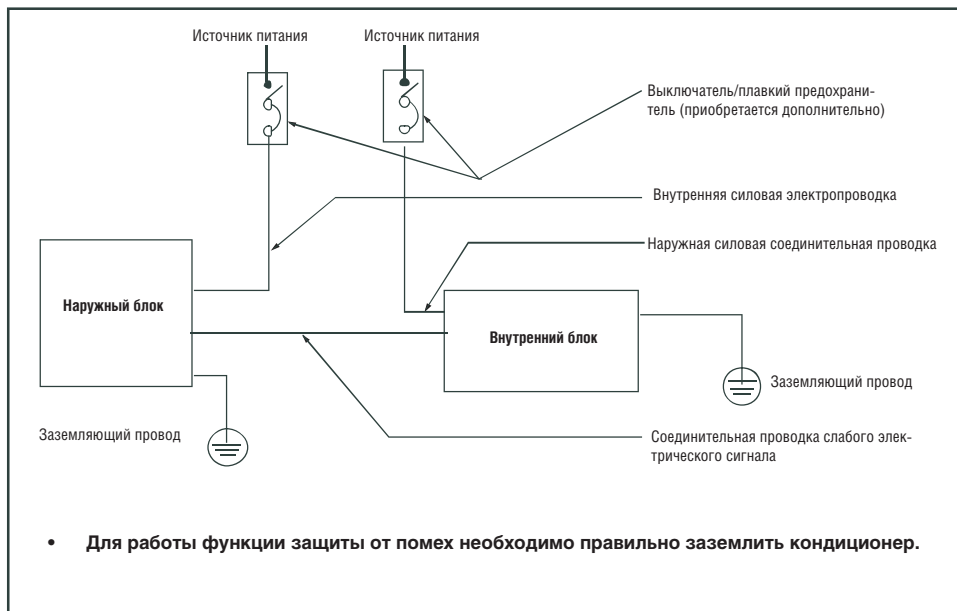 Источник питания
Источник питания
Выключатель/плавкий предохрани-
тель (приобретается дополнительно)
Внутренняя силовая электропроводка
Наружная силовая соединительная проводка
Наружный блок
Внутренний блок
Заземляющий провод
Заземляющий провод
Соединительная проводка слабого элек-
трического сигнала
• Для работы функции защиты от помех необходимо правильно заземлить кондиционер.